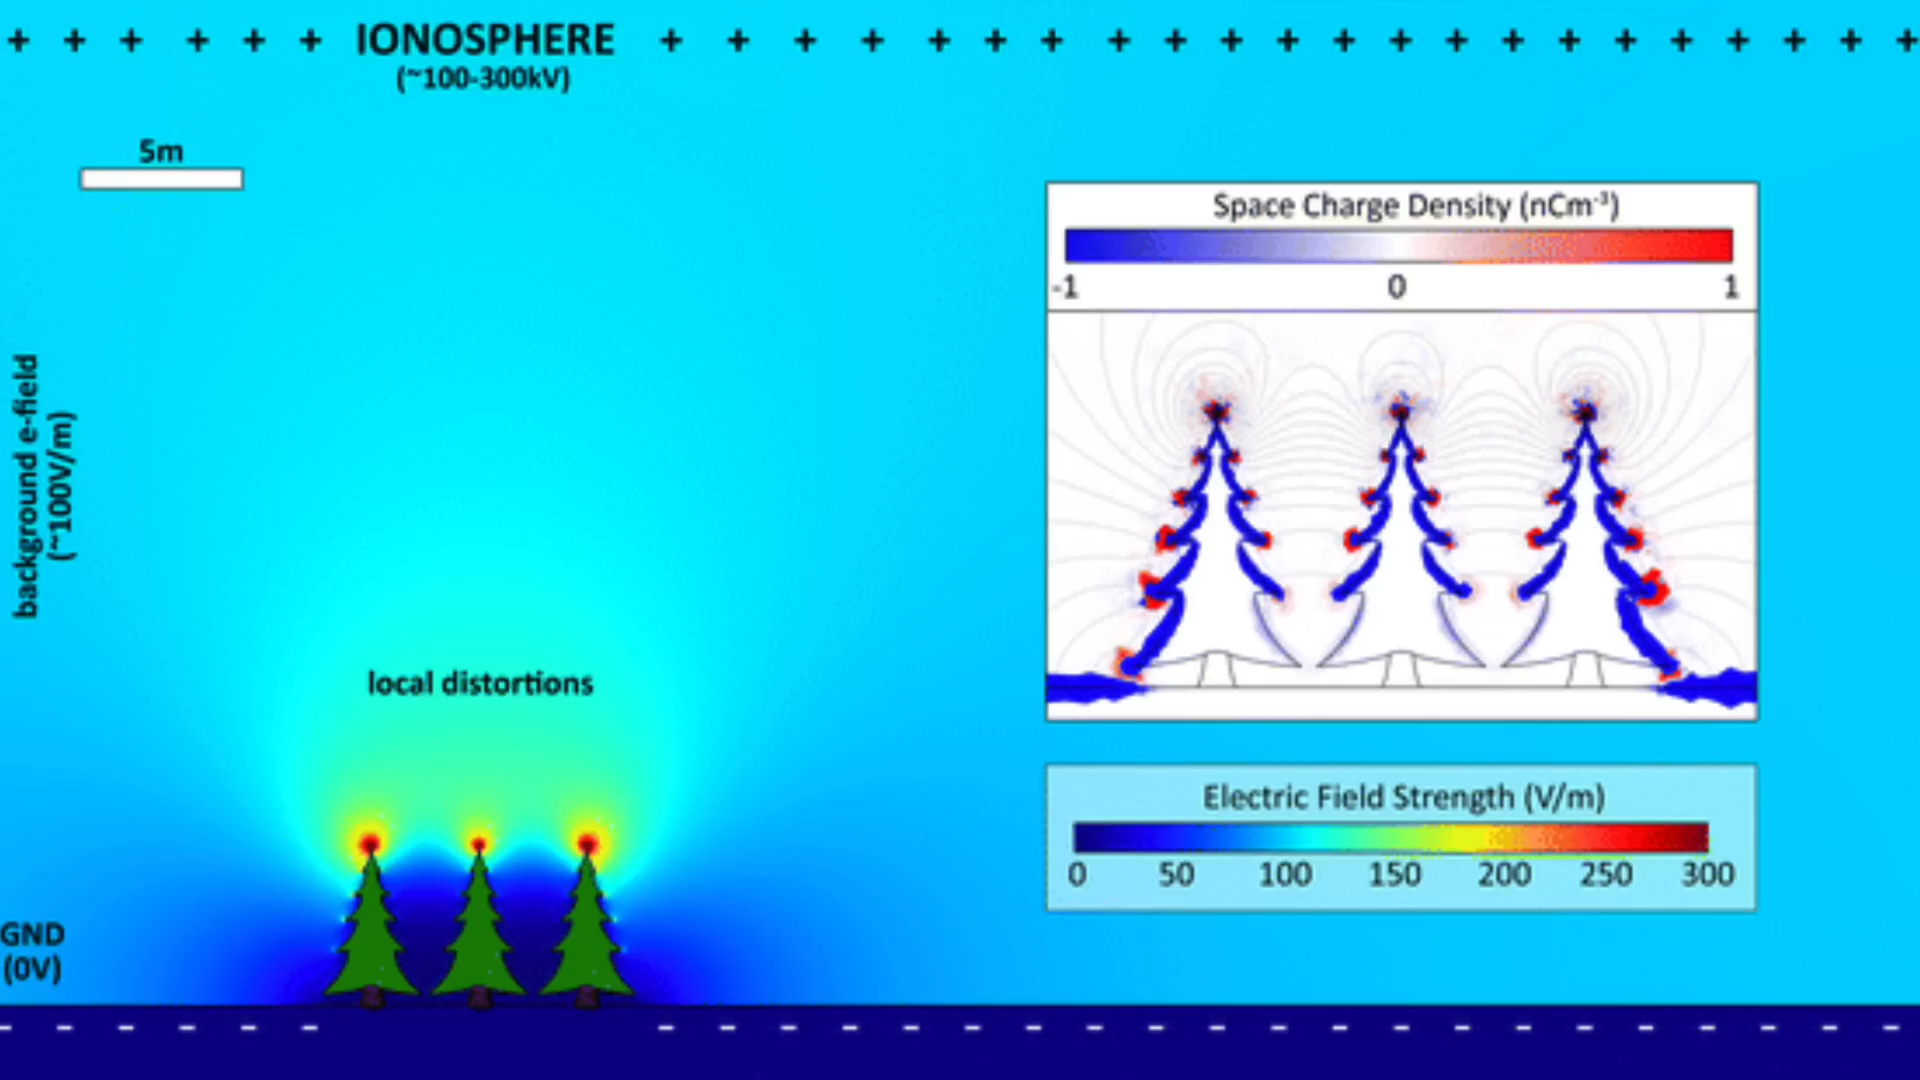 + + + + + + IONOSPHERE + + + + + + + + + + + + + + + + + + + + + + +
(~100-300kV)
5m
background e-field
(~100V/m)
local distortions
GND
(0V)
Space Charge Density (nCm⁻³)
-1 0 1
Electric Field Strength (V/m)
0 50 100 150 200 250 300
- - - - - - - - - - - - - - - - - - - - - - - - - - -